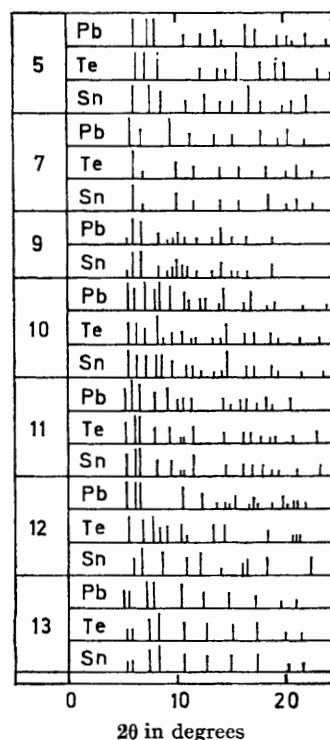 5 Pb
Te
Sn
7 Pb
Te
Sn
9 Pb
Sn
10 Pb
Te
Sn
11 Pb
Te
Sn
12 Pb
Te
Sn
13 Pb
Te
Sn
0 10 20
2θ in degrees